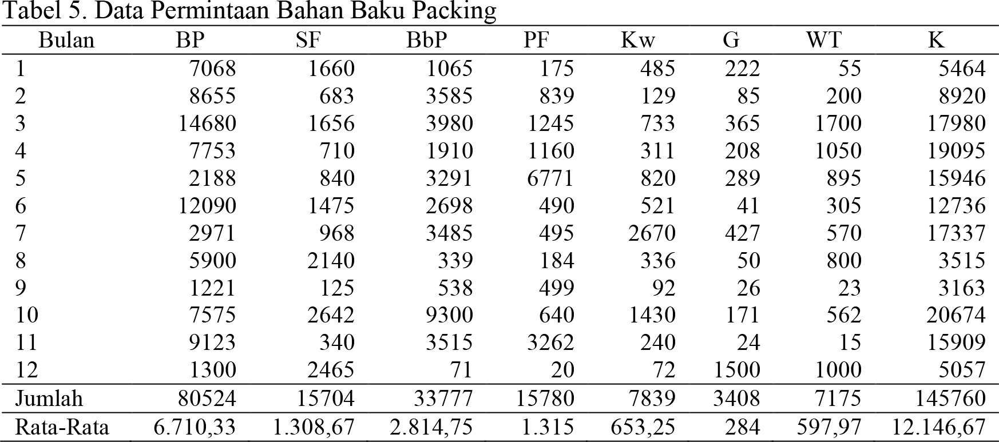 Tabel 5. Data Permintaan Bahan Baku Packing
Bulan BP SF BbP PF Kw G WT K
1 7068 1660 1065 175 485 222 55 5464
2 8655 683 3585 839 129 85 200 8920
3 14680 1656 3980 1245 733 365 1700 17980
4 7753 710 1910 1160 311 208 1050 19095
5 2188 840 3291 6771 820 289 895 15946
6 12090 1475 2698 490 521 41 305 12736
7 2971 968 3485 495 2670 427 570 17337
8 5900 2140 339 184 336 50 800 3515
9 1221 125 538 499 92 26 23 3163
10 7575 2642 9300 640 1430 171 562 20674
11 9123 340 3515 3262 240 24 15 15909
12 1300 2465 71 20 72 1500 1000 5057
Jumlah 80524 15704 33777 15780 7839 3408 7175 145760
Rata-Rata 6.710,33 1.308,67 2.814,75 1.315 653,25 284 597,97 12.146,67